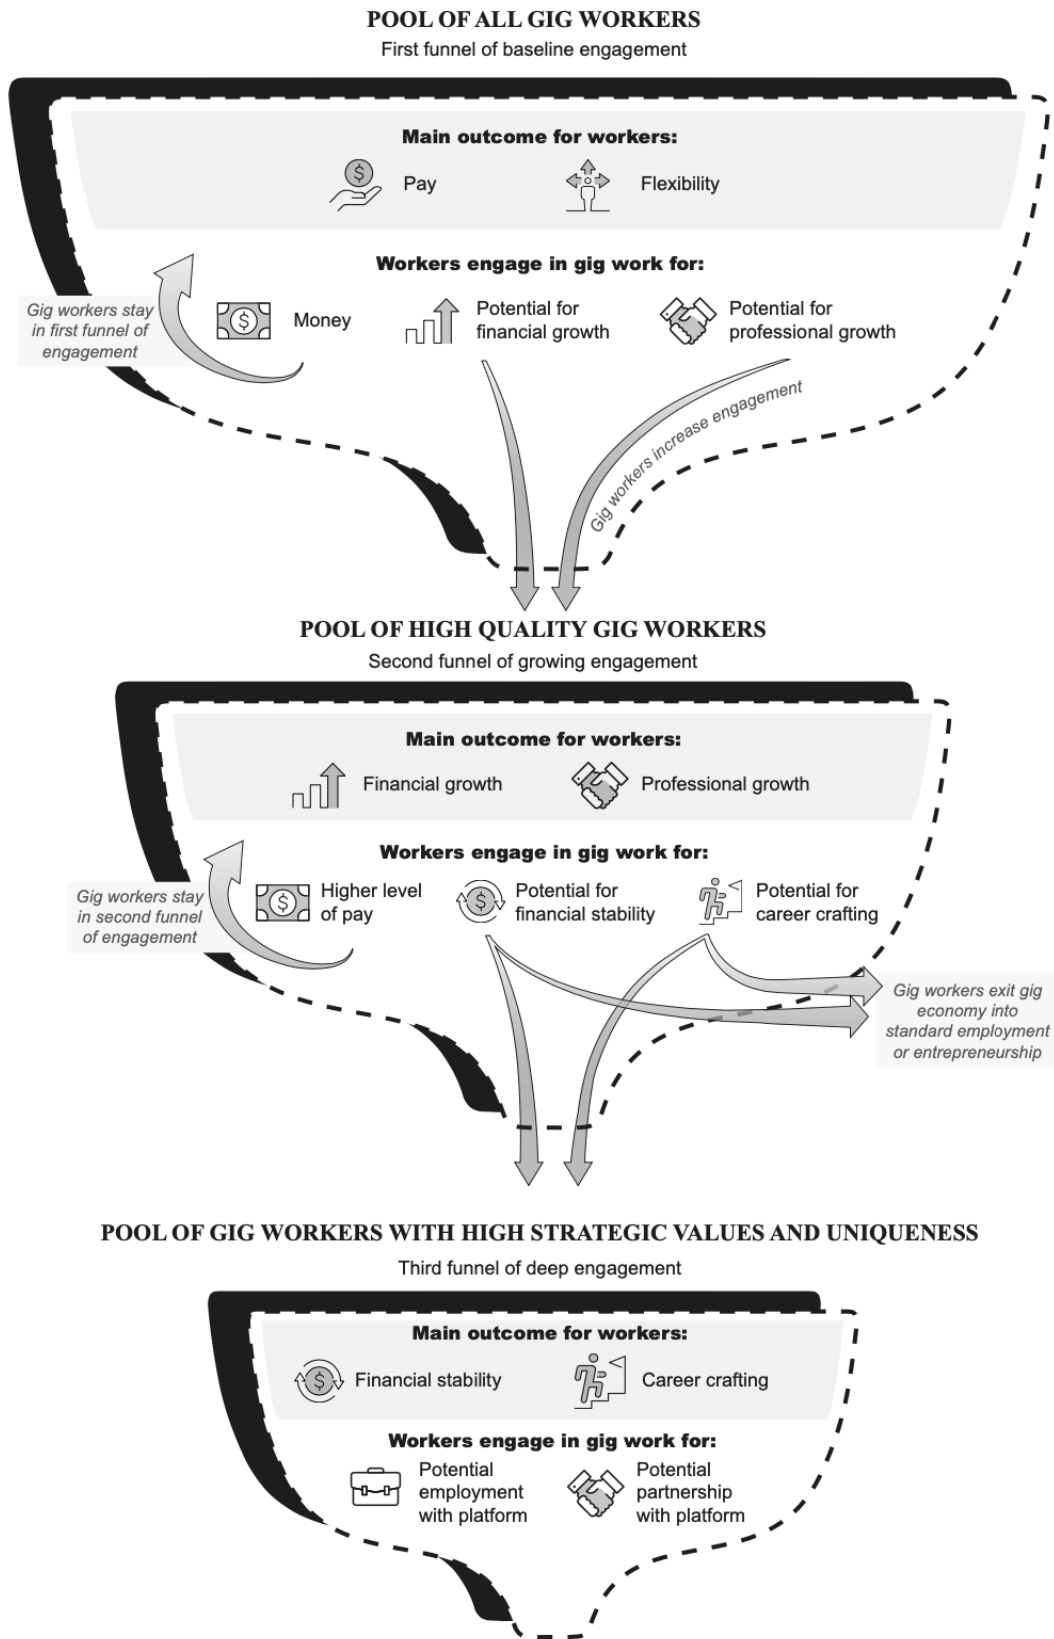 POOL OF ALL GIG WORKERS
First funnel of baseline engagement
Main outcome for workers:
$
Pay
Flexibility
Workers engage in gig work for:
Gig workers stay
in first funnel of
engagement
$
Money
Potential for
financial growth
Potential for
professional growth
Gig workers increase engagement
POOL OF HIGH QUALITY GIG WORKERS
Second funnel of growing engagement
Main outcome for workers:
Financial growth
Professional growth
Workers engage in gig work for:
Gig workers stay
in second funnel
of engagement
$
Higher level
of pay
$
Potential for
financial stability
Potential for
career crafting
Gig workers exit gig
economy into
standard employment
or entrepreneurship
POOL OF GIG WORKERS WITH HIGH STRATEGIC VALUES AND UNIQUENESS
Third funnel of deep engagement
Main outcome for workers:
$
Financial stability
Career crafting
Workers engage in gig work for:
Potential
employment
with platform
Potential
partnership
with platform